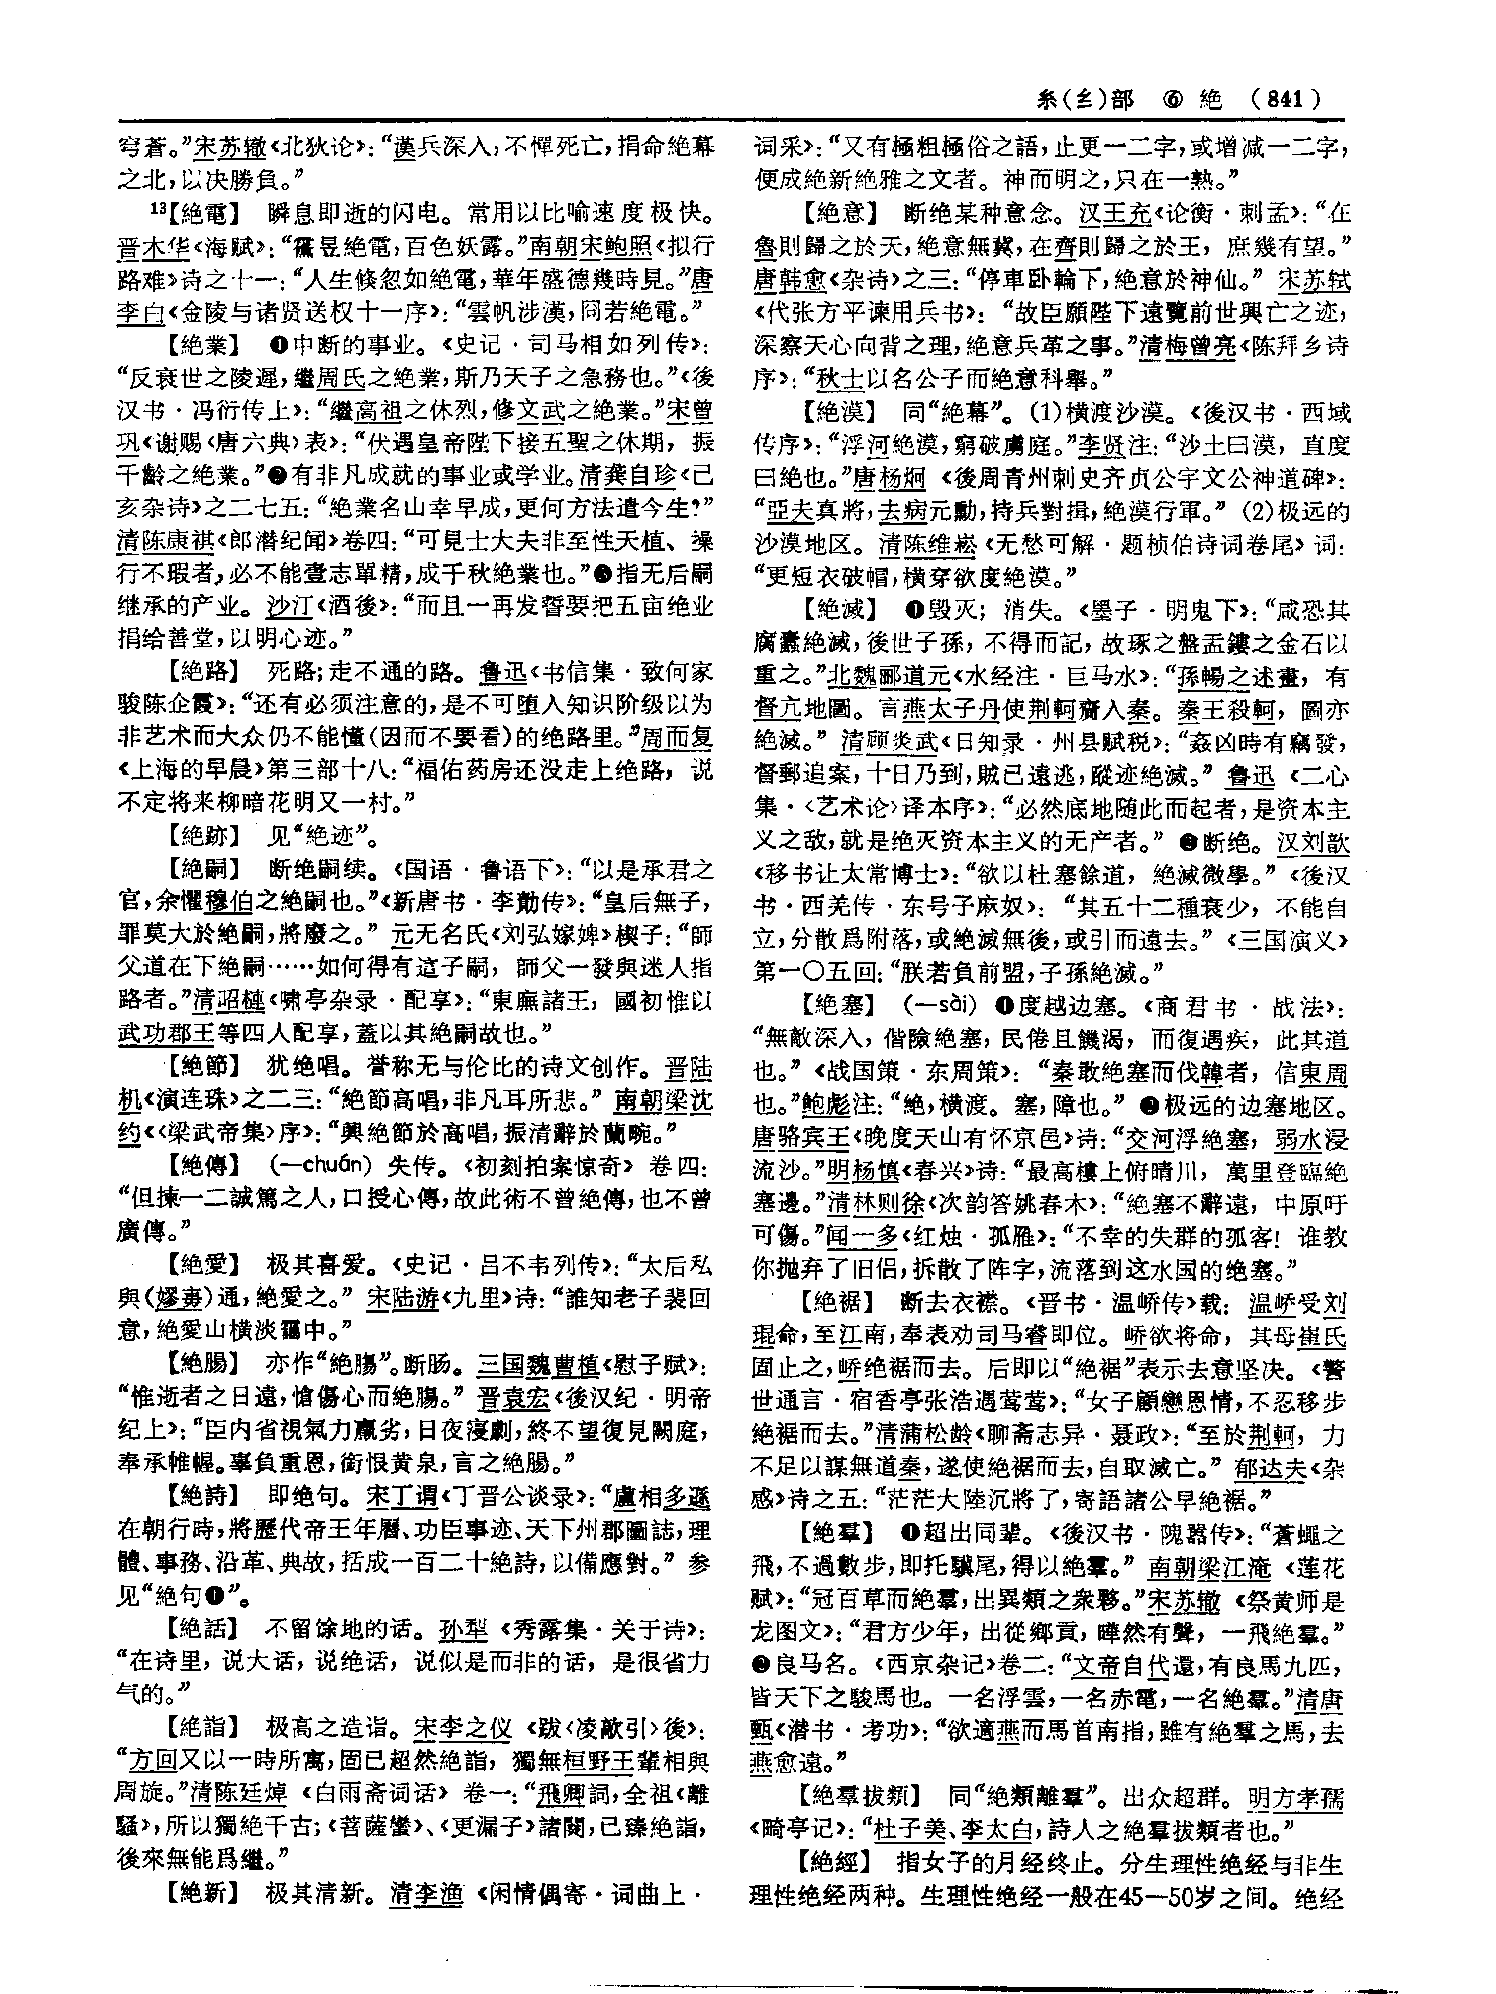 糸(纟)部 ⑥ 絶 (841)
穹蒼。”宋苏辙《北狄论》：“漢兵深入，不憚死亡，捐命絶幕
之北，以决勝負。”
13【絶電】 瞬息即逝的闪电。常用以比喻速度极快。
晋木华《海赋》：“㸌昱絶電，百色妖露。”南朝宋鲍照《拟行
路难》诗之十一：“人生倏忽如絶電，華年盛德幾時見。”唐
李白《金陵与诸贤送权十一序》：“雲帆涉漢，冏若絶電。”
【絶業】 ❶中断的事业。《史记·司马相如列传》：
“反衰世之陵遲，繼周氏之絶業，斯乃天子之急務也。”《後
汉书·冯衍传上》：“繼高祖之休烈，修文武之絶業。”宋曾
巩《谢赐〈唐六典〉表》：“伏遇皇帝陛下接五聖之休期，振
千齡之絶業。”❷有非凡成就的事业或学业。清龚自珍《己
亥杂诗》之二七五：“絶業名山幸早成，更何方法遣今生？”
清陈康祺《郎潜纪闻》卷四：“可見士大夫非至性天植、操
行不瑕者，必不能壹志單精，成千秋絶業也。”❸指无后嗣
继承的产业。沙汀《酒後》：“而且一再发誓要把五亩绝业
捐给善堂，以明心迹。”
【絶路】 死路；走不通的路。鲁迅《书信集·致何家
骏陈企霞》：“还有必须注意的，是不可堕入知识阶级以为
非艺术而大众仍不能懂(因而不要看)的绝路里。”周而复
《上海的早晨》第三部十八：“福佑药房还没走上绝路，说
不定将来柳暗花明又一村。”
【絶跡】 见“絶迹”。
【絶嗣】 断绝嗣续。《国语·鲁语下》：“以是承君之
官，余懼穆伯之絶嗣也。”《新唐书·李勣传》：“皇后無子，
罪莫大於絶嗣，將廢之。” 元无名氏《刘弘嫁婢》楔子：“師
父道在下絶嗣……如何得有這子嗣，師父一發與迷人指
路者。”清昭槤《啸亭杂录·配享》：“東廡諸王，國初惟以
武功郡王等四人配享，蓋以其絶嗣故也。”
【絶節】 犹绝唱。誉称无与伦比的诗文创作。晋陆
机《演连珠》之二三：“絶節高唱，非凡耳所悲。” 南朝梁沈
约《〈梁武帝集〉序》：“興絶節於高唱，振清辭於蘭畹。”
【絶傳】 (—chuán) 失传。《初刻拍案惊奇》卷四：
“但揀一二誠篤之人，口授心傳，故此術不曾絶傳，也不曾
廣傳。”
【絶愛】 极其喜爱。《史记·吕不韦列传》：“太后私
與(嫪毐)通，絶愛之。” 宋陆游《九里》诗：“誰知老子裴回
意，絶愛山横淡靄中。”
【絶腸】 亦作“絶膓”。断肠。三国魏曹植《慰子赋》：
“惟逝者之日遠，愴傷心而絶膓。” 晋袁宏《後汉纪·明帝
纪上》：“臣内省視氣力羸劣，日夜寖劇，終不望復見闕庭，
奉承帷幄。辜負重恩，銜恨黄泉，言之絶腸。”
【絶詩】 即绝句。宋丁谓《丁晋公谈录》：“盧相多遜
在朝行時，將歷代帝王年曆、功臣事迹、天下州郡圖誌，理
體、事務、沿革、典故，括成一百二十絶詩，以備應對。” 参
见“絶句❶”。
【絶話】 不留馀地的话。孙犁《秀露集·关于诗》：
“在诗里，说大话，说绝话，说似是而非的话，是很省力
气的。”
【絶詣】 极高之造诣。宋李之仪《跋〈凌歊引〉後》：
“方回又以一時所寓，固已超然絶詣，獨無桓野王輩相與
周旋。”清陈廷焯《白雨斋词话》卷一：“飛卿詞，全祖《離
騷》，所以獨絶千古；《菩薩蠻》、《更漏子》諸闋，已臻絶詣，
後來無能爲繼。”
【絶新】 极其清新。清李渔《闲情偶寄·词曲上·
词采》：“又有極粗極俗之語，止更一二字，或增减一二字，
便成絶新絶雅之文者。神而明之，只在一熟。”
【絶意】 断绝某种意念。汉王充《论衡·刺孟》：“在
魯則歸之於天，絶意無冀，在齊則歸之於王，庶幾有望。”
唐韩愈《杂诗》之三：“停車卧輪下，絶意於神仙。” 宋苏轼
《代张方平谏用兵书》：“故臣願陛下遠覽前世興亡之迹，
深察天心向背之理，絶意兵革之事。”清梅曾亮《陈拜乡诗
序》：“秋士以名公子而絶意科舉。”
【絶漠】 同“絶幕”。(1)横渡沙漠。《後汉书·西域
传序》：“浮河絶漠，窮破虜庭。”李贤注：“沙土曰漠，直度
曰絶也。”唐杨炯《後周青州刺史齐贞公宇文公神道碑》：
“亞夫真將，去病元勳，持兵對揖，絶漠行軍。” (2)极远的
沙漠地区。清陈维崧《无愁可解·题桢伯诗词卷尾》词：
“更短衣破帽，横穿欲度絶漠。”
【絶滅】 ❶毁灭；消失。《墨子·明鬼下》：“咸恐其
腐蠹絶滅，後世子孫，不得而記，故琢之盤盂鏤之金石以
重之。”北魏郦道元《水经注·巨马水》：“孫暢之述畫，有
督亢地圖。言燕太子丹使荆軻齎入秦。秦王殺軻，圖亦
絶滅。” 清顾炎武《日知录·州县赋税》：“姦凶時有竊發，
督郵追案，十日乃到，賊已遠逃，蹤迹絶滅。” 鲁迅《二心
集·〈艺术论〉译本序》：“必然底地随此而起者，是资本主
义之敌，就是绝灭资本主义的无产者。” ❷断绝。汉刘歆
《移书让太常博士》：“欲以杜塞餘道，絶滅微學。”《後汉
书·西羌传·东号子麻奴》：“其五十二種衰少，不能自
立，分散爲附落，或絶滅無後，或引而遠去。”《三国演义》
第一〇五回：“朕若負前盟，子孫絶滅。”
【絶塞】 (—sài) ❶度越边塞。《商君书·战法》：
“無敵深入，偕險絶塞，民倦且饑渴，而復遇疾，此其道
也。”《战国策·东周策》：“秦敢絶塞而伐韓者，信東周
也。”鲍彪注：“絶，横渡。塞，障也。” ❷极远的边塞地区。
唐骆宾王《晚度天山有怀京邑》诗：“交河浮絶塞，弱水浸
流沙。”明杨慎《春兴》诗：“最高樓上俯晴川，萬里登臨絶
塞邊。”清林则徐《次韵答姚春木》：“絶塞不辭遠，中原吁
可傷。”闻一多《红烛·孤雁》：“不幸的失群的孤客！谁教
你抛弃了旧侣，拆散了阵字，流落到这水国的绝塞。”
【絶裾】 断去衣襟。《晋书·温峤传》载：温峤受刘
琨命，至江南，奉表劝司马睿即位。峤欲将命，其母崔氏
固止之，峤绝裾而去。后即以“絶裾”表示去意坚决。《警
世通言·宿香亭张浩遇莺莺》：“女子顧戀恩情，不忍移步
絶裾而去。”清蒲松龄《聊斋志异·聂政》：“至於荆軻，力
不足以謀無道秦，遂使絶裾而去，自取滅亡。” 郁达夫《杂
感》诗之五：“茫茫大陸沉將了，寄語諸公早絶裾。”
【絶羣】 ❶超出同辈。《後汉书·隗嚣传》：“蒼蠅之
飛，不過數步，即托驥尾，得以絶羣。” 南朝梁江淹《莲花
赋》：“冠百草而絶羣，出異類之衆夥。”宋苏辙《祭黄师是
龙图文》：“君方少年，出從鄉貢，曄然有聲，一飛絶羣。”
❷良马名。《西京杂记》卷二：“文帝自代還，有良馬九匹，
皆天下之駿馬也。一名浮雲，一名赤電，一名絶羣。”清唐
甄《潜书·考功》：“欲適燕而馬首南指，雖有絶羣之馬，去
燕愈遠。”
【絶羣拔類】 同“絶類離羣”。出众超群。明方孝孺
《畸亭记》：“杜子美、李太白，詩人之絶羣拔類者也。”
【絶經】 指女子的月经终止。分生理性绝经与非生
理性绝经两种。生理性绝经一般在45—50岁之间。绝经